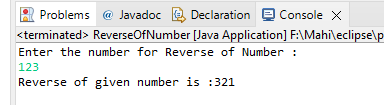 Problems @ Javadoc Declaration Console
<terminated> ReverseOfNumber [Java Application] F:\Mahi\eclipse\p
Enter the number for Reverse of Number :
123
Reverse of given number is :321